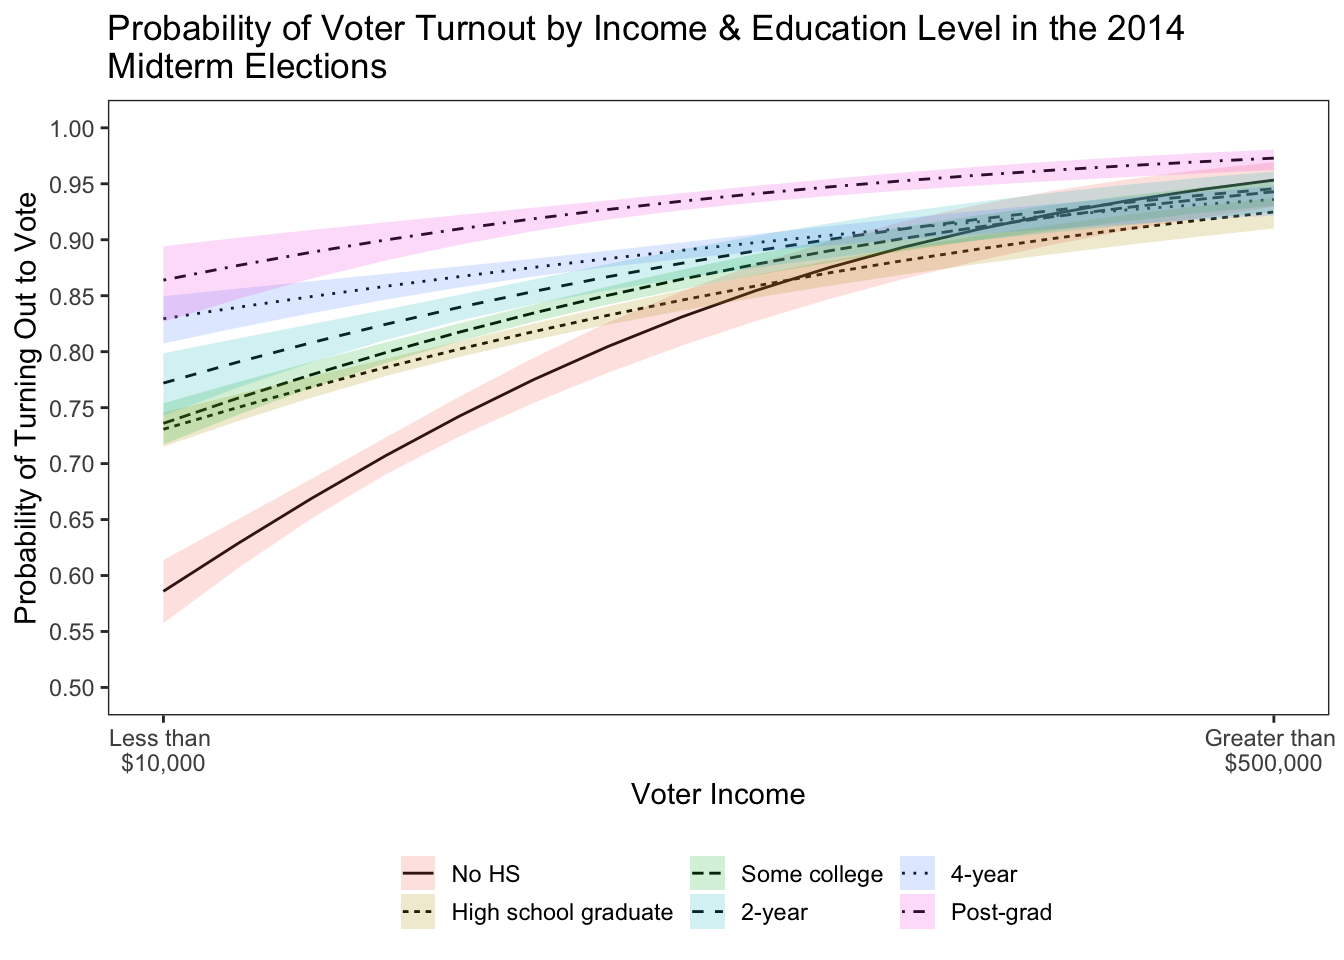 Probability of Voter Turnout by Income & Education Level in the 2014
Midterm Elections
Probability of Turning Out to Vote
1.00
0.95
0.90
0.85
0.80
0.75
0.70
0.65
0.60
0.55
0.50
Less than
$10,000
Greater than
$500,000
Voter Income
No HS
Some college
4-year
High school graduate
2-year
Post-grad